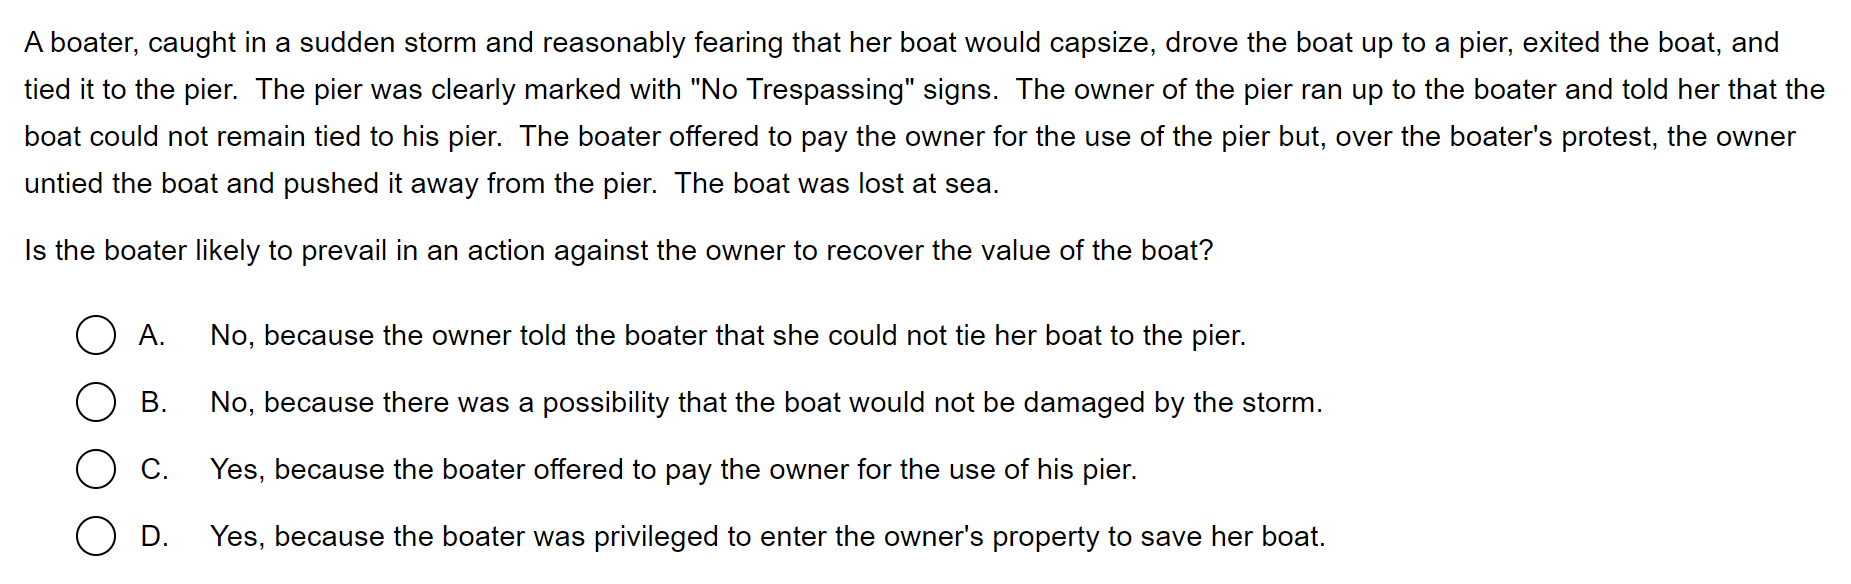 A boater, caught in a sudden storm and reasonably fearing that her boat would capsize, drove the boat up to a pier, exited the boat, and
tied it to the pier.  The pier was clearly marked with "No Trespassing" signs.  The owner of the pier ran up to the boater and told her that the
boat could not remain tied to his pier.  The boater offered to pay the owner for the use of the pier but, over the boater's protest, the owner
untied the boat and pushed it away from the pier.  The boat was lost at sea.
Is the boater likely to prevail in an action against the owner to recover the value of the boat?
A. No, because the owner told the boater that she could not tie her boat to the pier.
B. No, because there was a possibility that the boat would not be damaged by the storm.
C. Yes, because the boater offered to pay the owner for the use of his pier.
D. Yes, because the boater was privileged to enter the owner's property to save her boat.